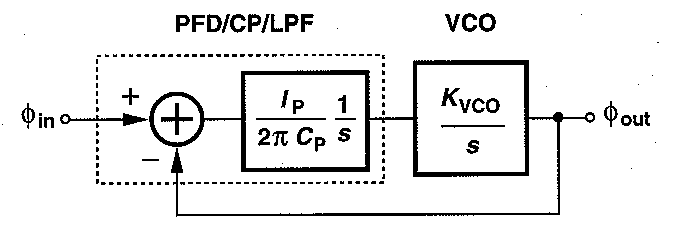 PFD/CP/LPF
VCO
ϕin
+
+
−
IP
2π CP
1
s
KVCO
s
ϕout